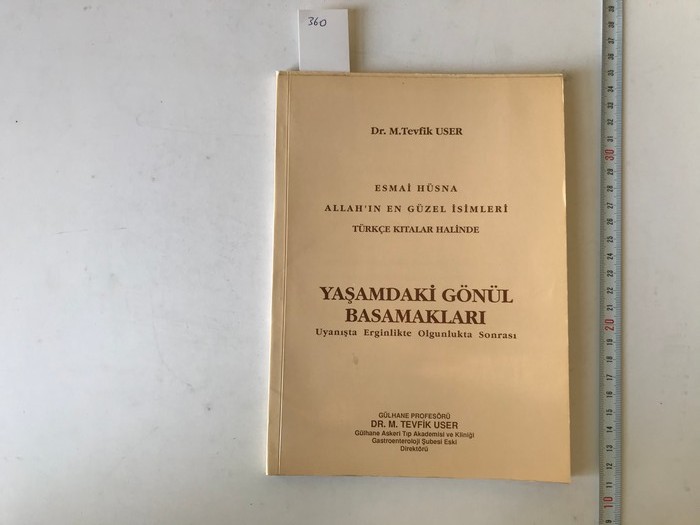 360
Dr. M.Tevfik USER
ESMAİ HÜSNA
ALLAH'IN EN GÜZEL İSİMLERİ
TÜRKÇE KITALAR HALİNDE
YAŞAMDAKİ GÖNÜL
BASAMAKLARI
Uyanışta Erginlikte Olgunlukta Sonrası
GÜLHANE PROFESÖRÜ
DR. M. TEVFİK USER
Gülhane Askeri Tıp Akademisi ve Kliniği
Gastroenteroloji Şubesi Eski
Direktörü